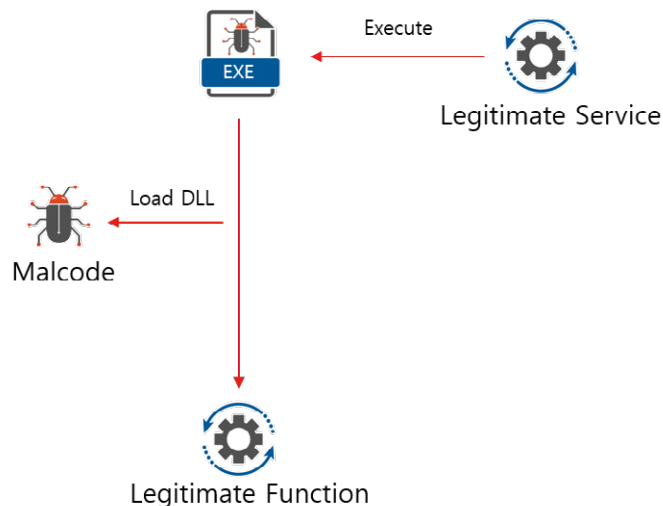 Execute
EXE
Legitimate Service
Load DLL
Malcode
Legitimate Function